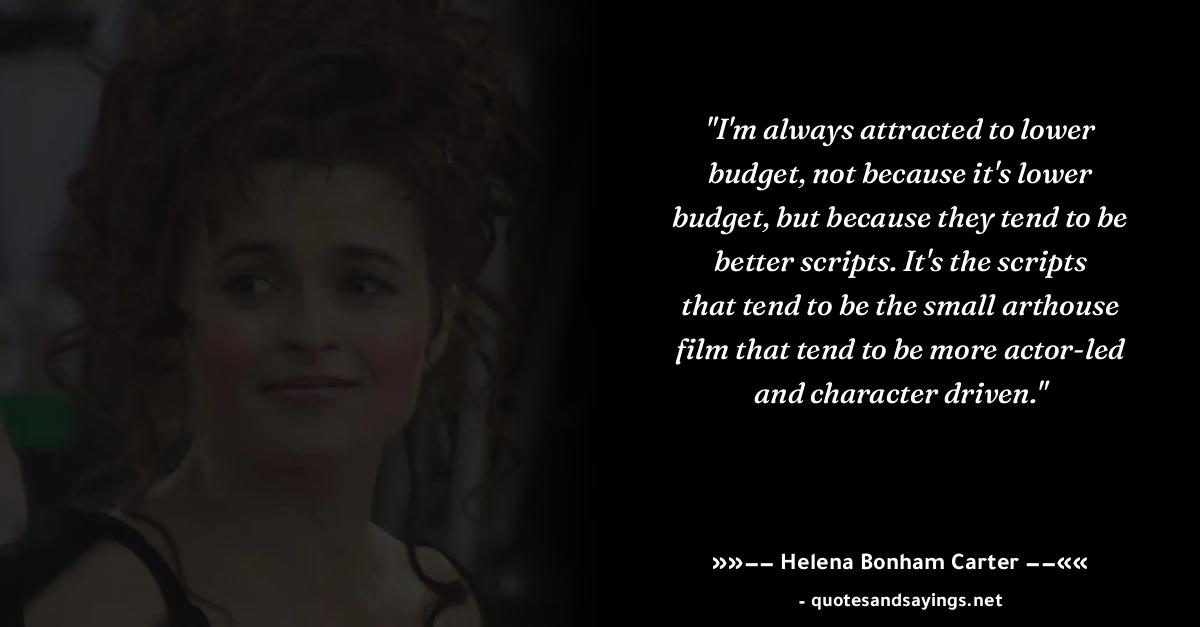 "I'm always attracted to lower
budget, not because it's lower
budget, but because they tend to be
better scripts. It's the scripts
that tend to be the small arthouse
film that tend to be more actor-led
and character driven."
»»−− Helena Bonham Carter −−««
- quotesandsayings.net